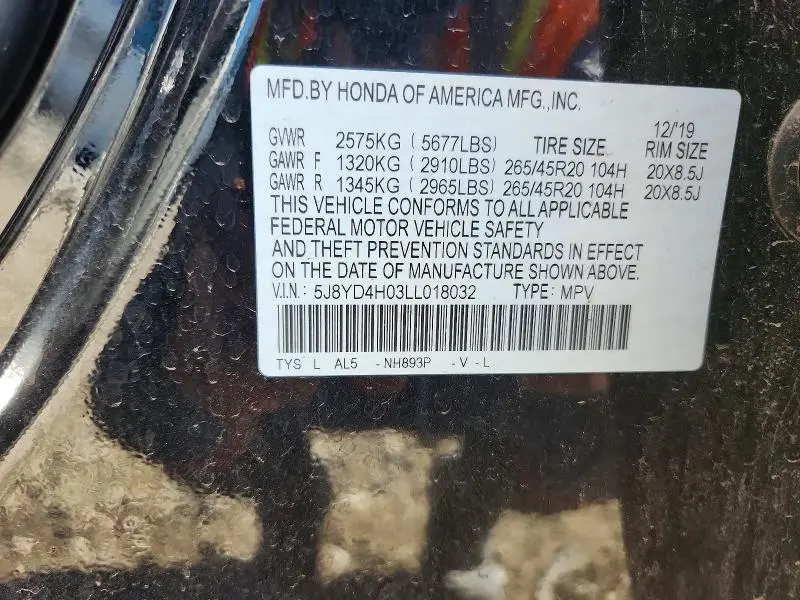 MFD.BY HONDA OF AMERICA MFG.,INC.
12/'19
GVWR 2575KG ( 5677LBS) TIRE SIZE RIM SIZE
GAWR F 1320KG ( 2910LBS) 265/45R20 104H 20X8.5J
GAWR R 1345KG ( 2965LBS) 265/45R20 104H 20X8.5J
THIS VEHICLE CONFORMS TO ALL APPLICABLE
FEDERAL MOTOR VEHICLE SAFETY
AND THEFT PREVENTION STANDARDS IN EFFECT
ON THE DATE OF MANUFACTURE SHOWN ABOVE.
V.I.N.: 5J8YD4H03LL018032 TYPE: MPV
TYS L AL5 -NH893P -V-L